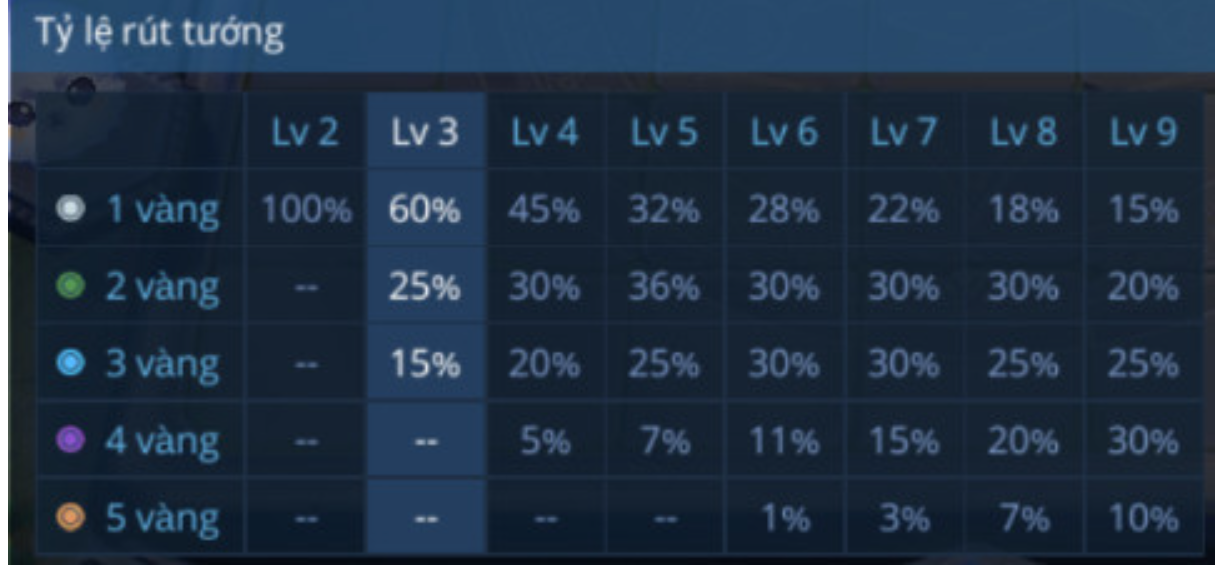 Tỷ lệ rút tướng
Lv 2 Lv 3 Lv 4 Lv 5 Lv 6 Lv 7 Lv 8 Lv 9
1 vàng 100% 60% 45% 32% 28% 22% 18% 15%
2 vàng -- 25% 30% 36% 30% 30% 30% 20%
3 vàng -- 15% 20% 25% 30% 30% 25% 25%
4 vàng -- -- 5% 7% 11% 15% 20% 30%
5 vàng -- -- -- -- 1% 3% 7% 10%